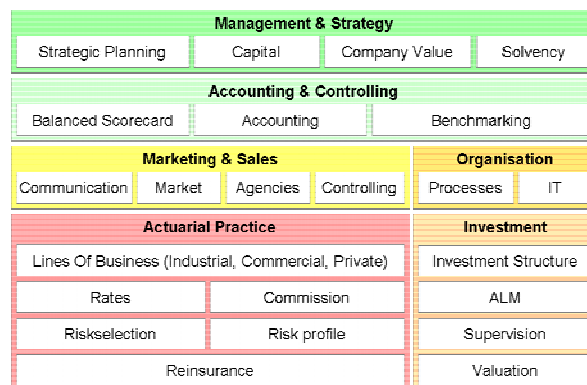 Management & Strategy
Strategic Planning
Capital
Company Value
Solvency
Accounting & Controlling
Balanced Scorecard
Accounting
Benchmarking
Marketing & Sales
Communication
Market
Agencies
Controlling
Organisation
Processes
IT
Actuarial Practice
Lines Of Business (Industrial, Commercial, Private)
Rates
Commission
Riskselection
Risk profile
Reinsurance
Investment
Investment Structure
ALM
Supervision
Valuation